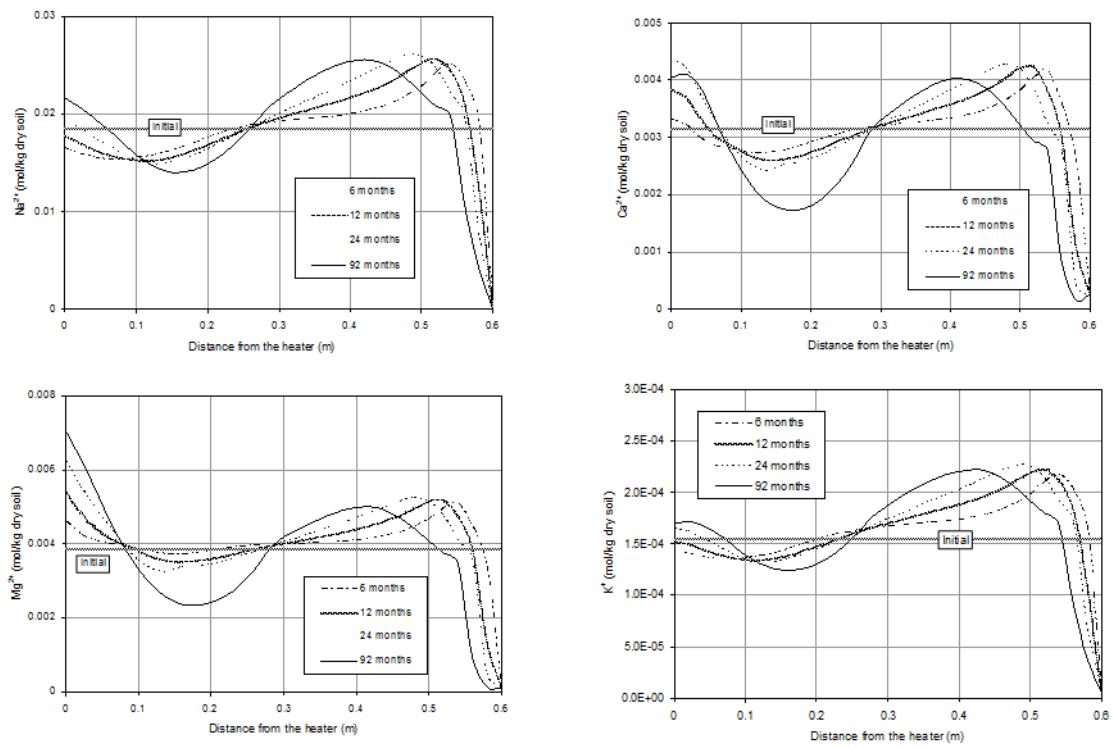 0.03
0.02
0.01
0
Na²⁺ (mol/kg dry soil)
Initial
6 months
12 months
24 months
92 months
0 0.1 0.2 0.3 0.4 0.5 0.6
Distance from the heater (m)
0.005
0.004
0.003
0.002
0.001
0
Ca²⁺ (mol/kg dry soil)
Initial
6 months
12 months
24 months
92 months
0 0.1 0.2 0.3 0.4 0.5 0.6
Distance from the heater (m)
0.008
0.006
0.004
0.002
0
Mg²⁺ (mol/kg dry soil)
Initial
6 months
12 months
24 months
92 months
0 0.1 0.2 0.3 0.4 0.5 0.6
Distance from the heater (m)
3.0E-04
2.5E-04
2.0E-04
1.5E-04
1.0E-04
5.0E-05
0.0E+00
K⁺ (mol/kg dry soil)
6 months
12 months
24 months
92 months
Initial
0 0.1 0.2 0.3 0.4 0.5 0.6
Distance from the heater (m)